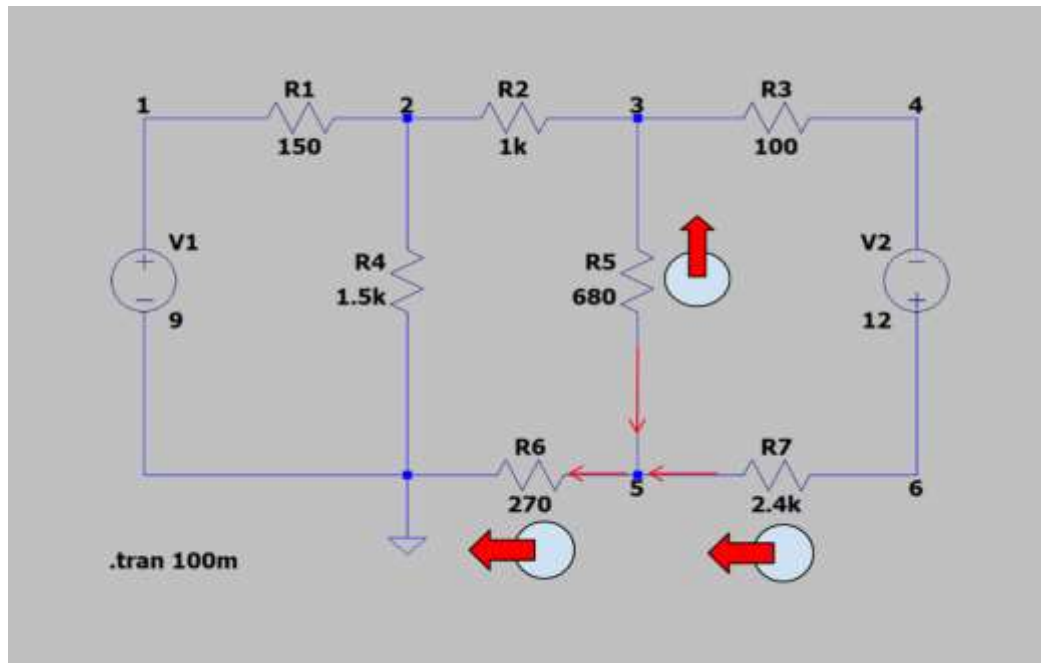 R1 R2 R3
1 2 3 4
150 1k 100
V1 V2
+ −
R4 R5
1.5k 680
− +
9 12
R6 R7
5 6
270 2.4k
.tran 100m